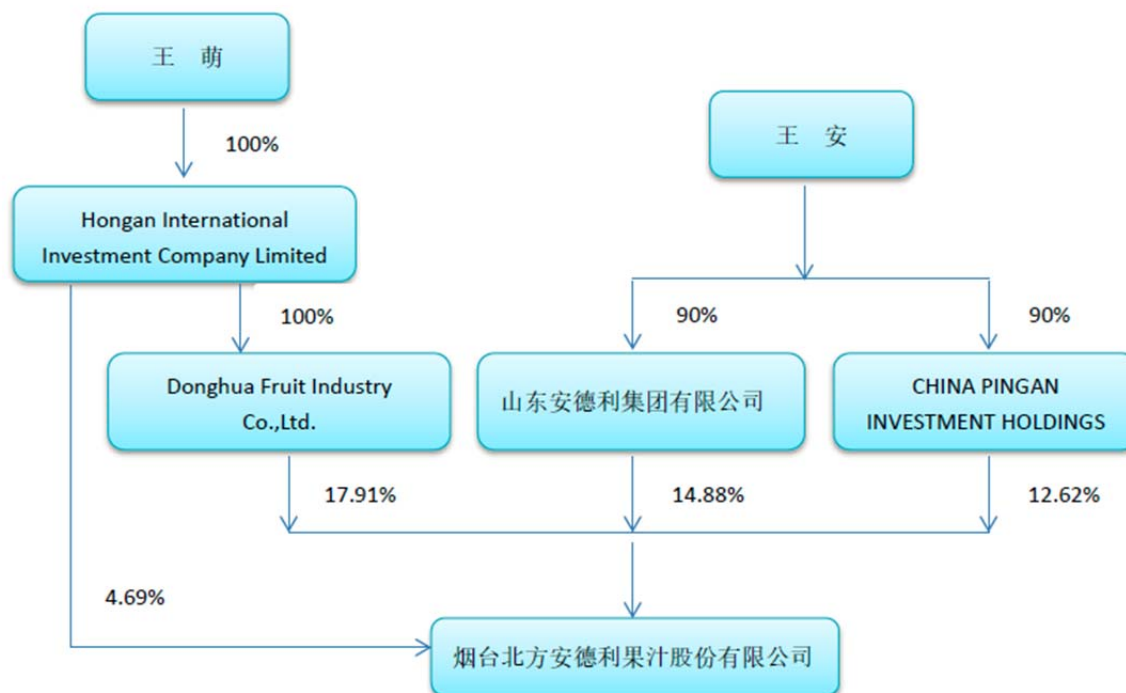 王 萌
王 安
100%
Hongan International
Investment Company Limited
100%
90%
90%
Donghua Fruit Industry
Co.,Ltd.
山东安德利集团有限公司
CHINA PINGAN
INVESTMENT HOLDINGS
17.91%
14.88%
12.62%
4.69%
烟台北方安德利果汁股份有限公司